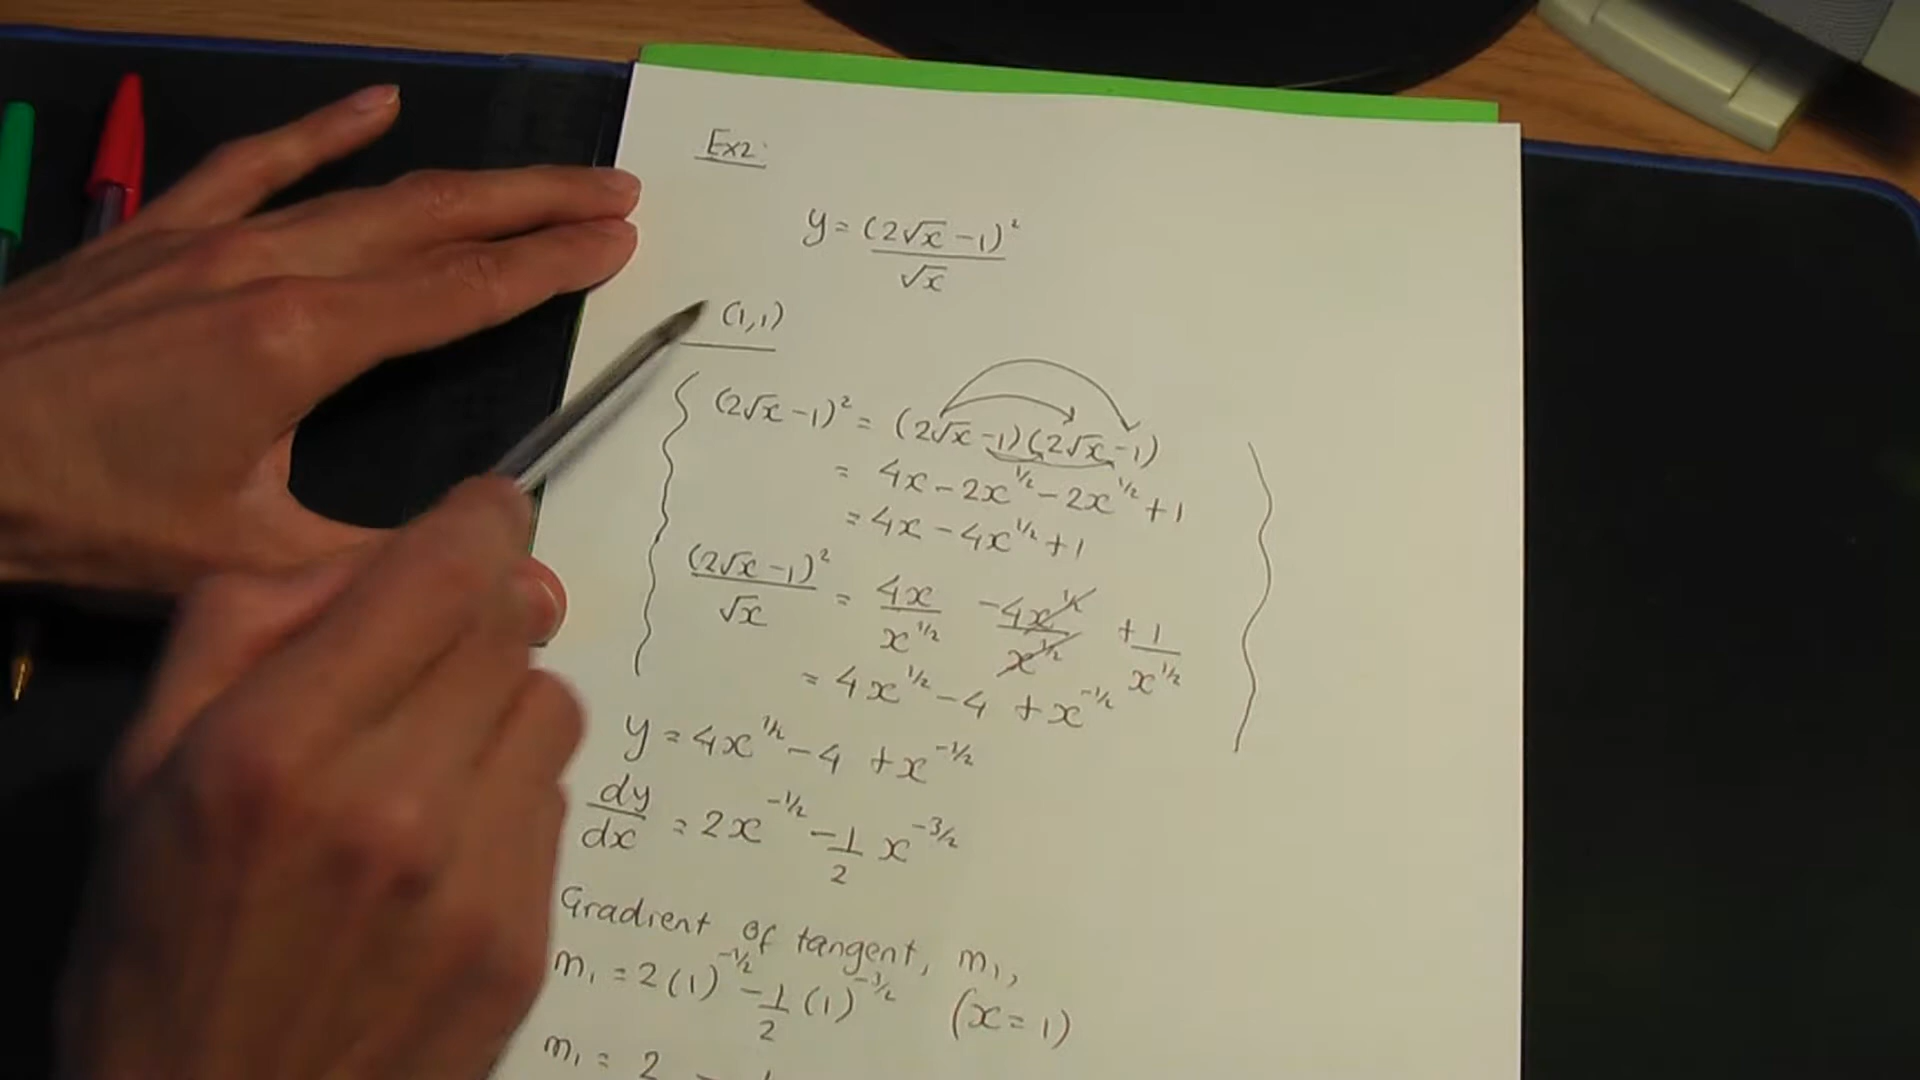 Ex2:
y = (2√x - 1)² / √x
(1,1)
(2√x - 1)² = (2√x - 1)(2√x - 1)
= 4x - 2x^1/2 - 2x^1/2 + 1
= 4x - 4x^1/2 + 1
(2√x - 1)² / √x = 4x / x^1/2 - 4x^1/2 / x^1/2 + 1 / x^1/2
= 4x^1/2 - 4 + x^-1/2
y = 4x^1/2 - 4 + x^-1/2
dy/dx = 2x^-1/2 - 1/2 x^-3/2
Gradient of tangent, m₁,
m₁ = 2(1)^-1/2 - 1/2 (1)^-3/2 (x = 1)
m₁ = 2 -